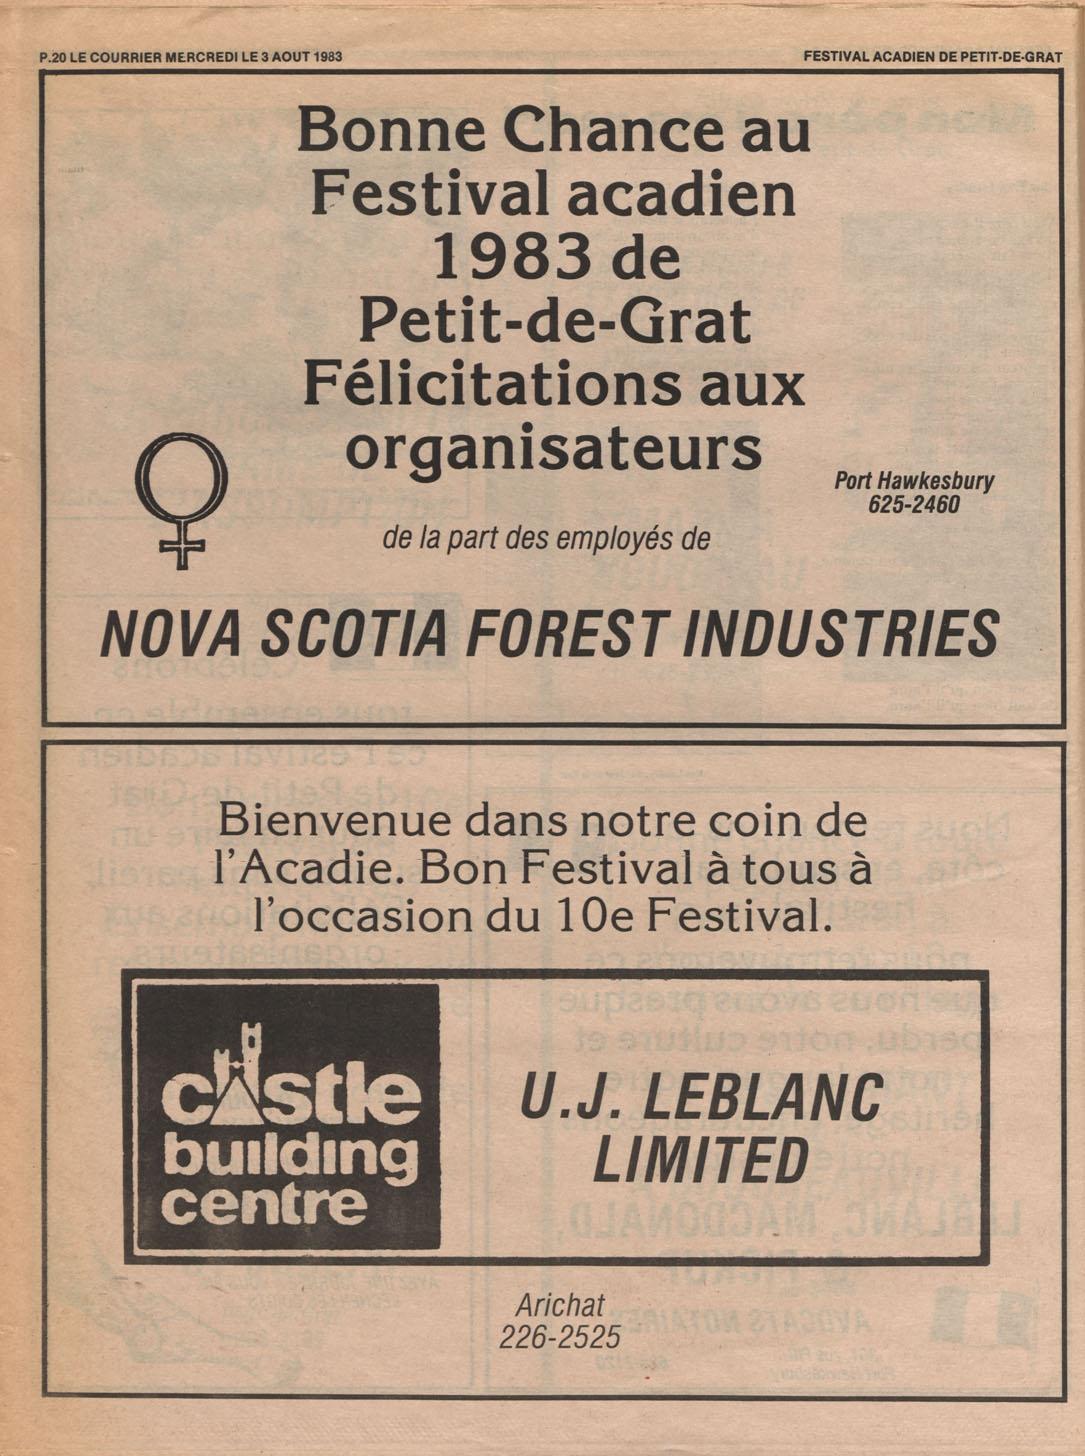 P.20 LE COURRIER MERCREDI LE 3 AOUT 1983
FESTIVAL ACADIEN DE PETIT-DE-GRAT
Bonne Chance au
Festival acadien
1983 de
Petit-de-Grat
Félicitations aux
organisateurs
Port Hawkesbury
625-2460
de la part des employés de
NOVA SCOTIA FOREST INDUSTRIES
Bienvenue dans notre coin de
l'Acadie. Bon Festival à tous à
l'occasion du 10e Festival.
castle
building
centre
U.J. LEBLANC
LIMITED
Arichat
226-2525